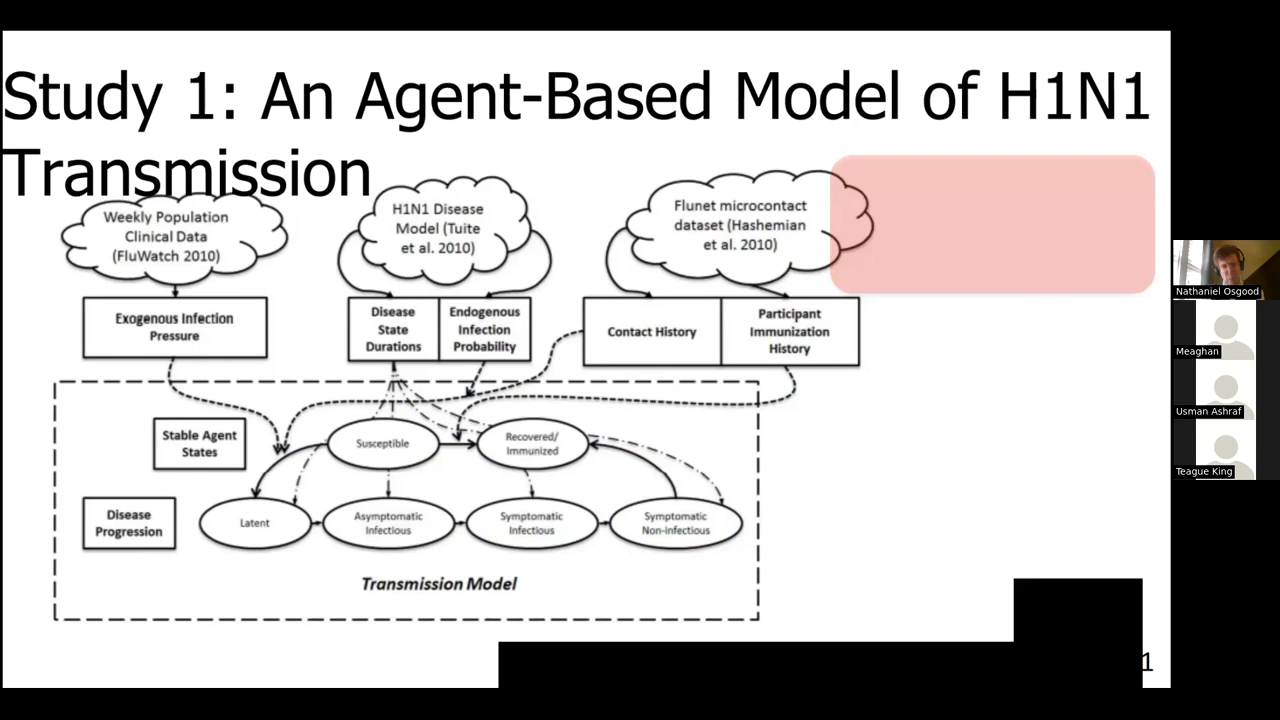 Study 1: An Agent-Based Model of H1N1
Transmission
Weekly Population
Clinical Data
(FluWatch 2010)
H1N1 Disease
Model (Tuite
et al. 2010)
Flunet microcontact
dataset (Hashemian
et al. 2010)
Exogenous Infection
Pressure
Disease
State
Durations
Endogenous
Infection
Probability
Contact History
Participant
Immunization
History
Stable Agent
States
Susceptible
Recovered/
Immunized
Disease
Progression
Latent
Asymptomatic
Infectious
Symptomatic
Infectious
Symptomatic
Non-infectious
Transmission Model
1
Nathaniel Osgood
Meaghan
Usman Ashraf
Teague King